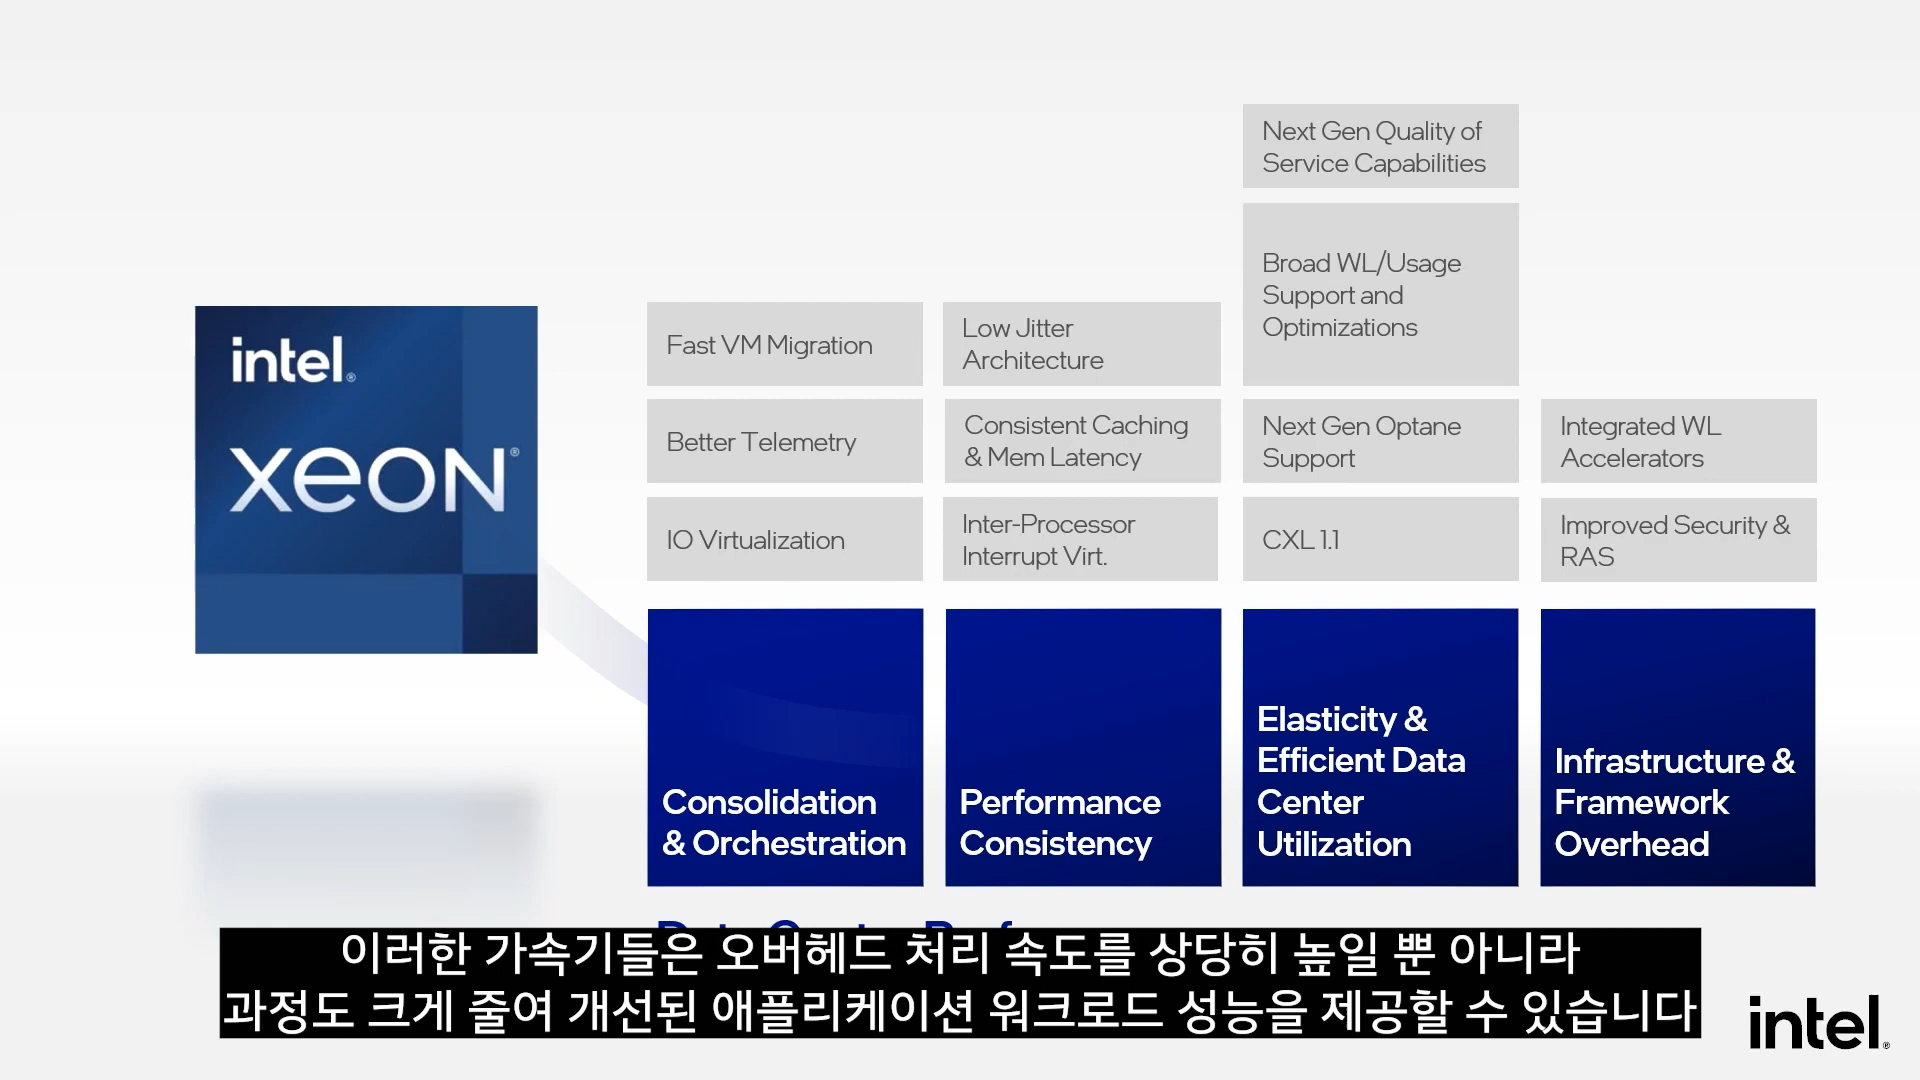 intel®
xeon®
Next Gen Quality of
Service Capabilities
Broad WL/Usage
Support and
Optimizations
Fast VM Migration
Low Jitter
Architecture
Better Telemetry
Consistent Caching
& Mem Latency
Next Gen Optane
Support
Integrated WL
Accelerators
IO Virtualization
Inter-Processor
Interrupt Virt.
CXL 1.1
Improved Security &
RAS
Consolidation
& Orchestration
Performance
Consistency
Elasticity &
Efficient Data
Center
Utilization
Infrastructure &
Framework
Overhead
이러한 가속기들은 오버헤드 처리 속도를 상당히 높일 뿐 아니라
과정도 크게 줄여 개선된 애플리케이션 워크로드 성능을 제공할 수 있습니다
intel®